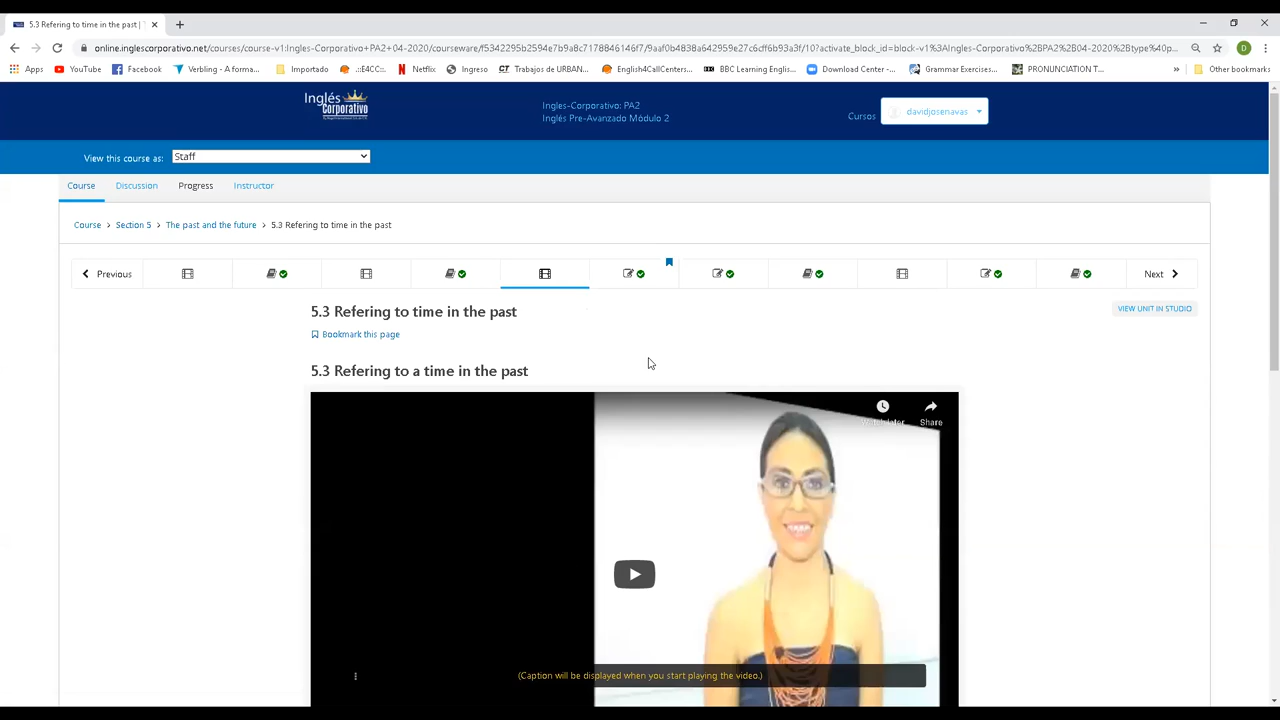 5.3 Refering to time in the past | 
online.inglescorporativo.net/courses/course-v1:Ingles-Corporativo+PA2+04-2020/courseware/f5342295b2594e7b9a8c7178846146f7/9aaf0b4838a642959e27c6cf6b93a3f/10?activate_block_id=block-v1%3AIngles-Corporativo%2BPA2%2B04-2020%2Btype%40p...
Apps YouTube Facebook Verbling - A forma... Importado .:::E4CC:.. Netflix Ingreso Trabajos de URBAN... English4CallCenters... BBC Learning English... Download Center -... Grammar Exercises... PRONUNCIATION T... » Other bookmarks
Inglés
Corporativo
Ingles-Corporativo: PA2
Inglés Pre-Avanzado Módulo 2
Cursos
davidjosenavas
View this course as: Staff
Course Discussion Progress Instructor
Course > Section 5 > The past and the future > 5.3 Refering to time in the past
Previous Next
5.3 Refering to time in the past
VIEW UNIT IN STUDIO
Bookmark this page
5.3 Refering to a time in the past
Watch later Share
(Caption will be displayed when you start playing the video.)